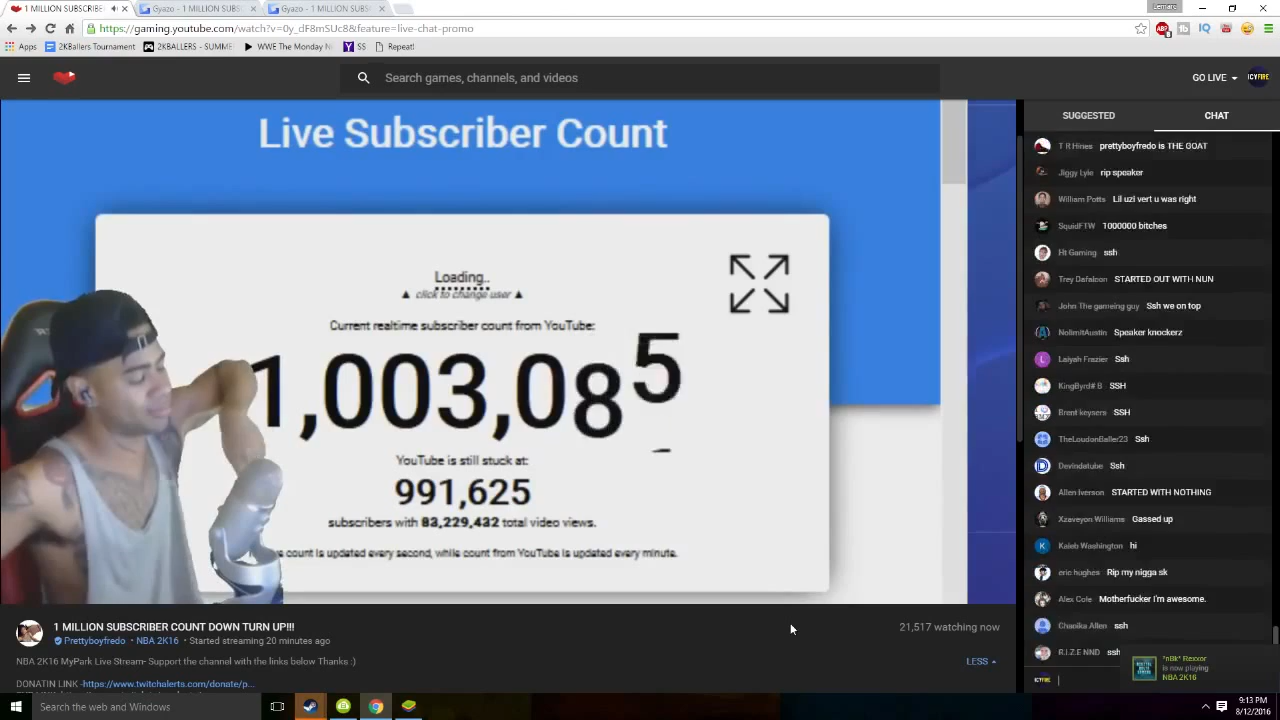 1 MILLION SUBSCRIBER
Gyazo - 1 MILLION SUBS
Gyazo - 1 MILLION SUBS
Lemare
https://gaming.youtube.com/watch?v=0y_dF8mSUc8&feature=live-chat-promo
Apps
2KBallers Tournament
2KBALLERS - SUMME
WWE The Monday N
SS
Repeat!
Search games, channels, and videos
GO LIVE
ICYFIRE
SUGGESTED
CHAT
Live Subscriber Count
Loading..
▲ click to change user ▲
Current realtime subscriber count from YouTube:
1,003,085
YouTube is still stuck at:
991,625
subscribers with 83,229,432 total video views.
count is updated every second, while count from YouTube is updated every minute.
T R Hines prettyboyfredo is THE GOAT
Jiggy Lyle rip speaker
William Potts Lil uzi vert u was right
SquidFTW 1000000 bitches
Ht Gaming ssh
Trey Dafalcon STARTED OUT WITH NUN
John The gameing guy Ssh we on top
NolimitAustin Speaker knockerz
Laiyah Frazier Ssh
KingByrd# B SSH
Brent keysers SSH
TheLoudonBaller23 Ssh
Devindatube Ssh
Allen Iverson STARTED WITH NOTHING
Xzaveyon Williams Gassed up
Kaleb Washington hi
eric hughes Rip my nigga sk
Alex Cole Motherfucker I'm awesome.
Chanika Allen ssh
R.I.Z.E NND ssh
*nBk* Rexxor
is now playing
NBA 2K16
1 MILLION SUBSCRIBER COUNT DOWN TURN UP!!!
Prettyboyfredo • NBA 2K16 • Started streaming 20 minutes ago
21,517 watching now
NBA 2K16 MyPark Live Stream- Support the channel with the links below Thanks :)
LESS
DONATIN LINK -https://www.twitchalerts.com/donate/p...
Search the web and Windows
9:13 PM
8/12/2016